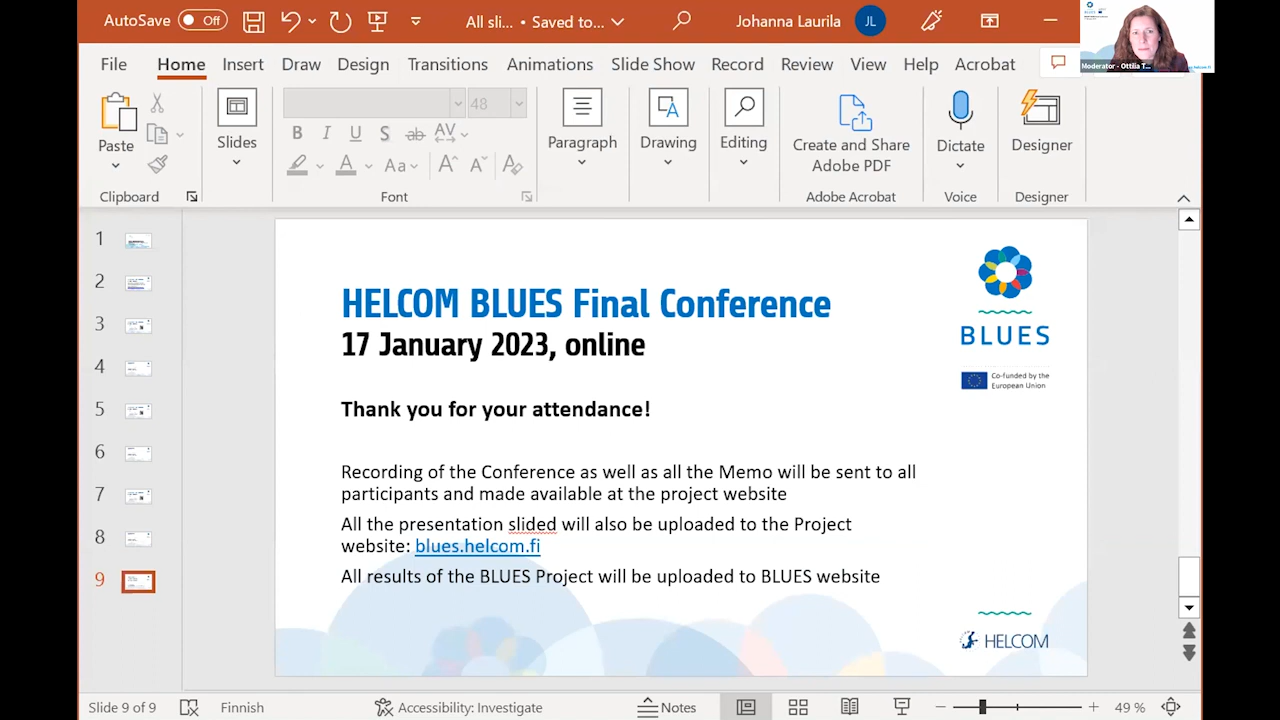 AutoSave
Off
All sli... • Saved to...
Johanna Laurila
JL
Moderator - Ottilia T...
File
Home
Insert
Draw
Design
Transitions
Animations
Slide Show
Record
Review
View
Help
Acrobat
Paste
Slides
48
B
I
U
S
ab
AV
A
Aa
A
A
A
Paragraph
Drawing
Editing
Create and Share
Adobe PDF
Dictate
Designer
Clipboard
Font
Adobe Acrobat
Voice
Designer
1
2
3
4
5
6
7
8
9
HELCOM BLUES Final Conference
17 January 2023, online
BLUES
Co-funded by the
European Union
Thank you for your attendance!
Recording of the Conference as well as all the Memo will be sent to all
participants and made available at the project website
All the presentation slided will also be uploaded to the Project
website: blues.helcom.fi
All results of the BLUES Project will be uploaded to BLUES website
HELCOM
Slide 9 of 9
Finnish
Accessibility: Investigate
Notes
49 %